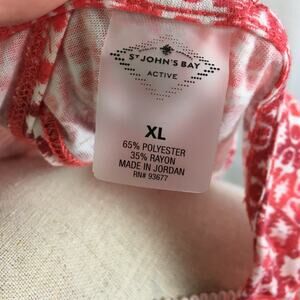 ST JOHN'S BAY
ACTIVE
XL
65% POLYESTER
35% RAYON
MADE IN JORDAN
RN# 93677